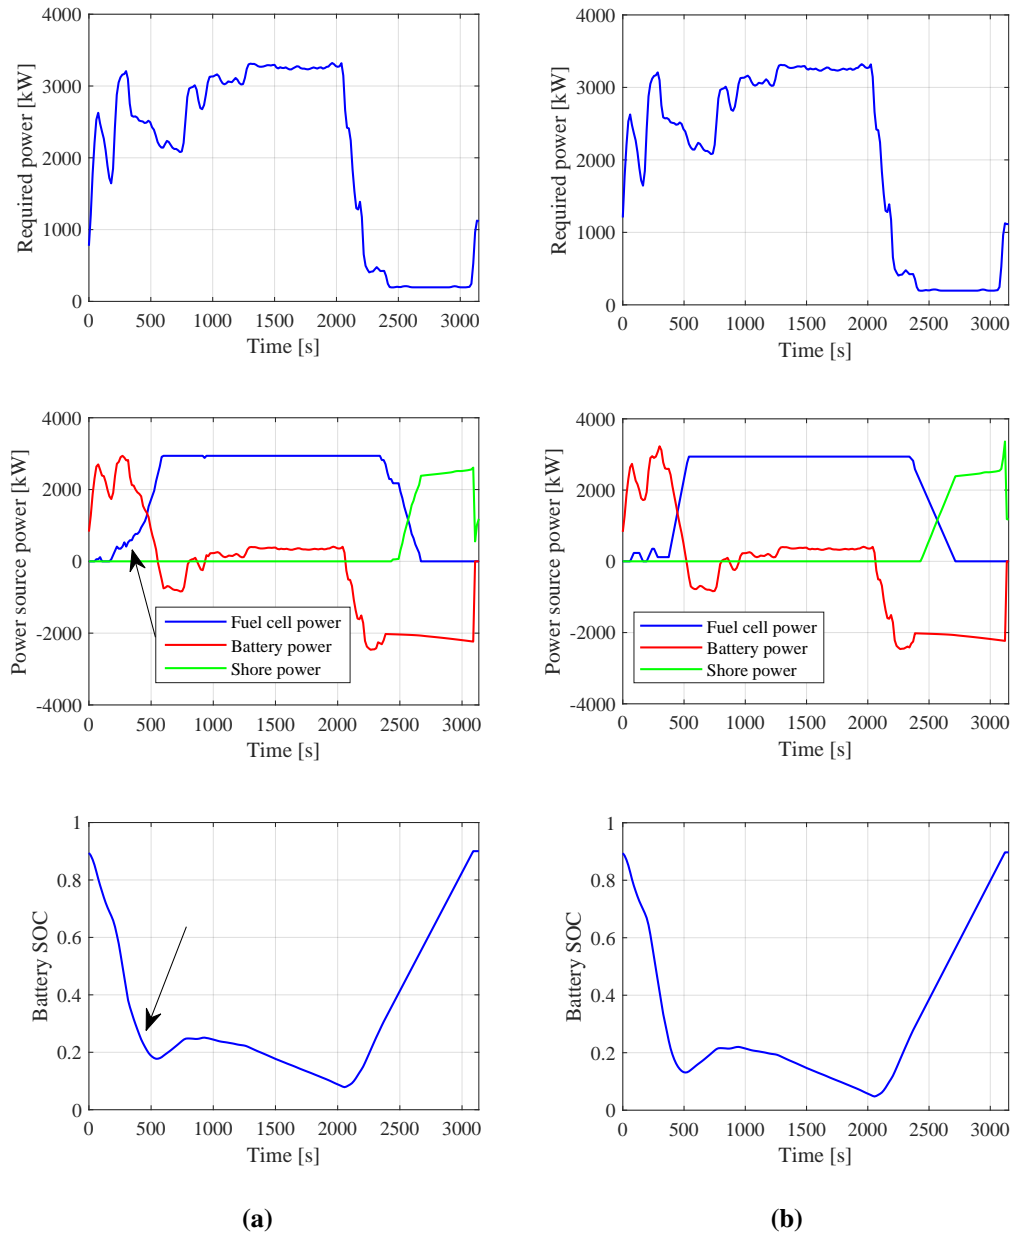 4000
3000
2000
1000
0
Required power [kW]
0 500 1000 1500 2000 2500 3000
Time [s]
4000
3000
2000
1000
0
Required power [kW]
0 500 1000 1500 2000 2500 3000
Time [s]
4000
2000
0
-2000
-4000
Power source power [kW]
Fuel cell power
Battery power
Shore power
0 500 1000 1500 2000 2500 3000
Time [s]
4000
2000
0
-2000
-4000
Power source power [kW]
Fuel cell power
Battery power
Shore power
0 500 1000 1500 2000 2500 3000
Time [s]
1
0.8
0.6
0.4
0.2
0
Battery SOC
0 500 1000 1500 2000 2500 3000
Time [s]
1
0.8
0.6
0.4
0.2
0
Battery SOC
0 500 1000 1500 2000 2500 3000
Time [s]
(a)
(b)